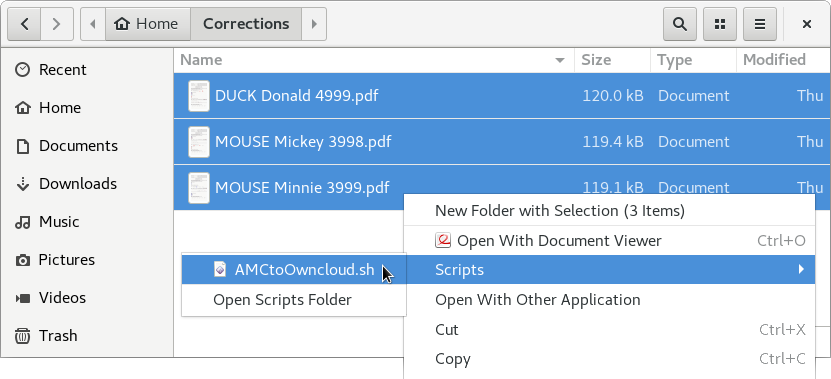 Home Corrections
Name Size Type Modified
Recent
DUCK Donald 4999.pdf 120.0 kB Document Thu
Home
MOUSE Mickey 3998.pdf 119.4 kB Document Thu
Documents
Downloads
MOUSE Minnie 3999.pdf 119.1 kB Document Thu
New Folder with Selection (3 Items)
Music
Open With Document Viewer Ctrl+O
Pictures
AMCtoOwncloud.sh
Scripts
Videos
Open Scripts Folder
Open With Other Application
Trash
Cut Ctrl+X
Copy Ctrl+C